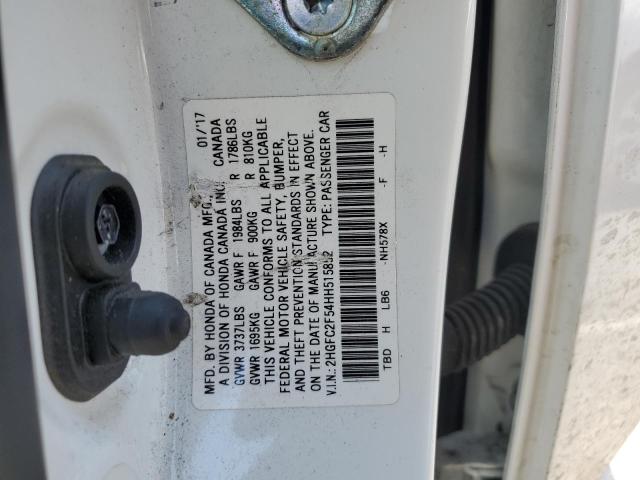 MFD. BY HONDA OF CANADA MFG., 01/'17
A DIVISION OF HONDA CANADA INC. CANADA
GVWR 3737LBS GAWR F 1984LBS R 1786LBS
GVWR 1695KG GAWR F 900KG R 810KG
THIS VEHICLE CONFORMS TO ALL APPLICABLE
FEDERAL MOTOR VEHICLE SAFETY, BUMPER,
AND THEFT PREVENTION STANDARDS IN EFFECT
ON THE DATE OF MANUFACTURE SHOWN ABOVE.
V.I.N.: TYPE: PASSENGER CAR
TBD H LB6 -NH578X -F -H